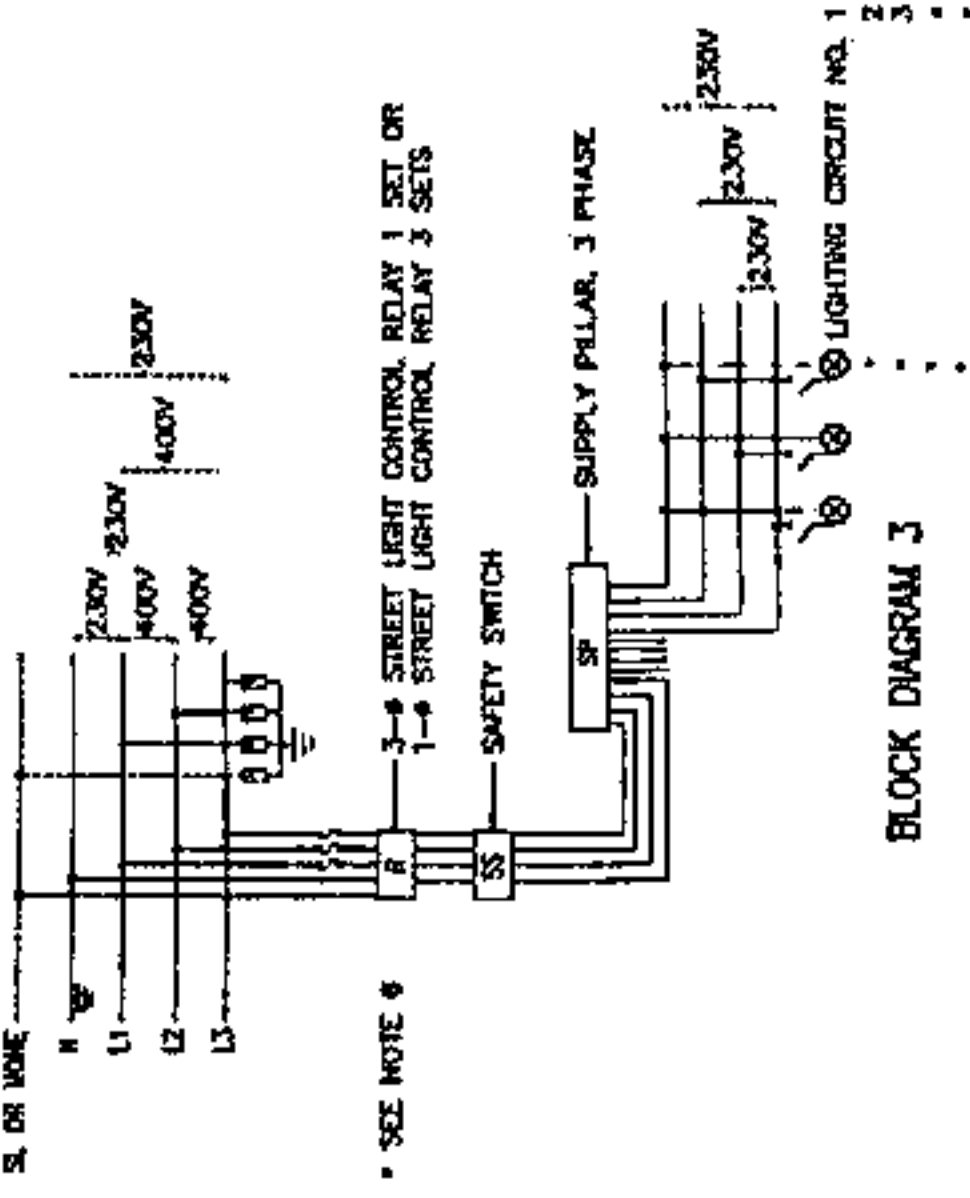 SL OR NONE
N
L1
L2
L3
230V
400V
400V
230V
400V
230V
3 STREET LIGHT CONTROL RELAY 1 SET OR
1 STREET LIGHT CONTROL RELAY 3 SETS
R
SS
SAFETY SWITCH
* SEE NOTE
SP
SUPPLY PILLAR, 3 PHASE
230V
230V
230V
LIGHTING CIRCUIT NO. 1
2
3
BLOCK DIAGRAM 3